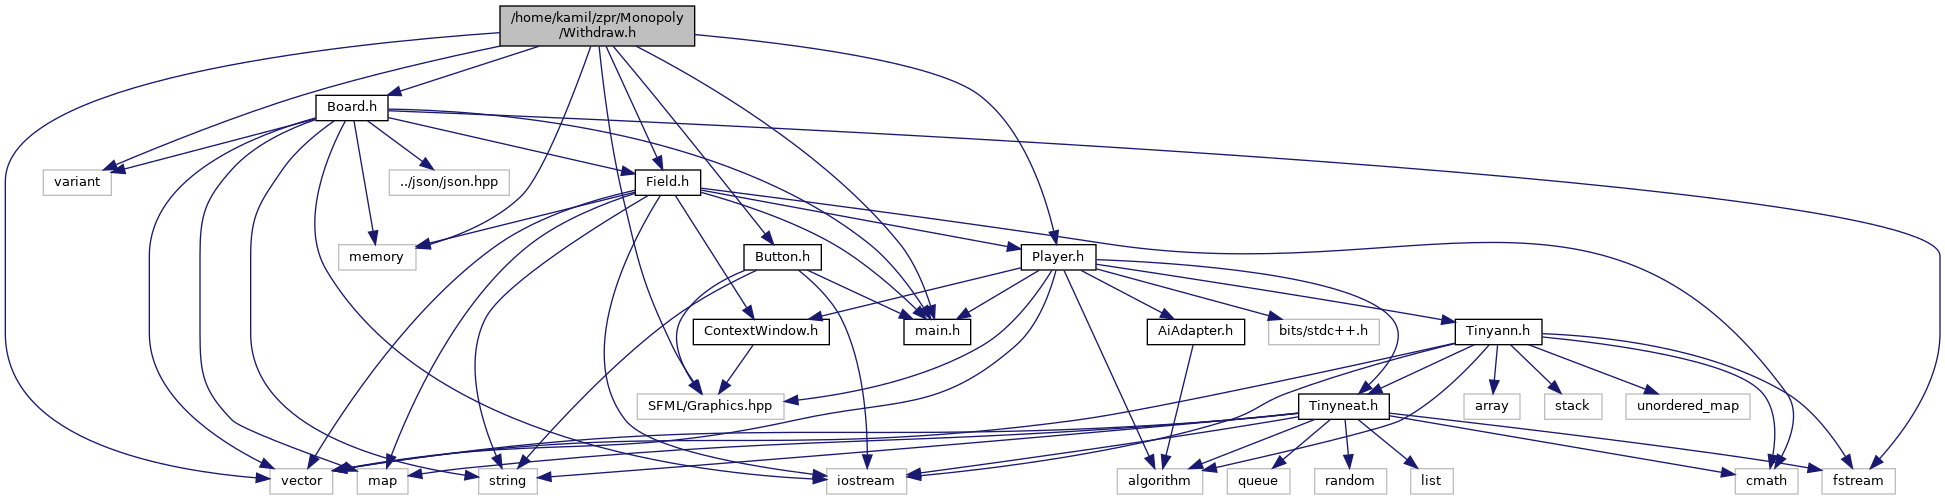 /home/kamil/zpr/Monopoly
/Withdraw.h
Board.h
variant
../json/json.hpp
Field.h
memory
Button.h
Player.h
ContextWindow.h
main.h
AiAdapter.h
bits/stdc++.h
Tinyann.h
SFML/Graphics.hpp
Tinyneat.h
array
stack
unordered_map
vector
map
string
iostream
algorithm
queue
random
list
cmath
fstream